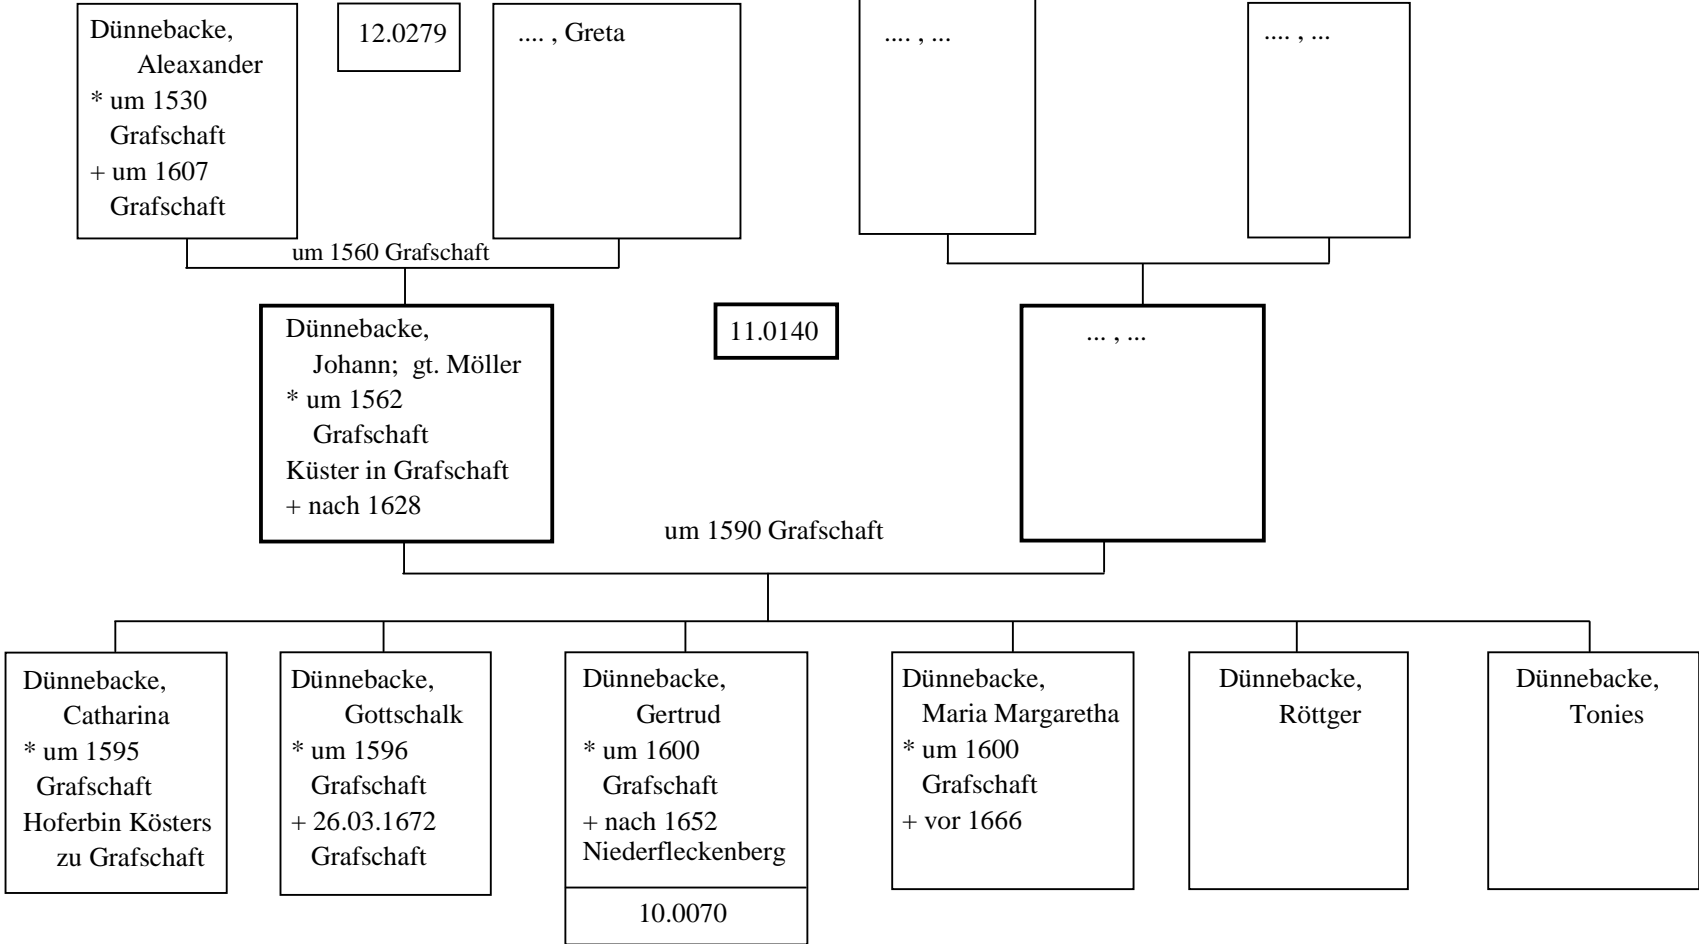 Dünnebacke,
Aleaxander
* um 1530
Grafschaft
+ um 1607
Grafschaft
12.0279
.... , Greta
.... , ...
.... , ...
um 1560 Grafschaft
Dünnebacke,
Johann; gt. Möller
* um 1562
Grafschaft
Küster in Grafschaft
+ nach 1628
11.0140
... , ...
um 1590 Grafschaft
Dünnebacke,
Catharina
* um 1595
Grafschaft
Hoferbin Kösters
zu Grafschaft
Dünnebacke,
Gottschalk
* um 1596
Grafschaft
+ 26.03.1672
Grafschaft
Dünnebacke,
Gertrud
* um 1600
Grafschaft
+ nach 1652
Niederfleckenberg
10.0070
Dünnebacke,
Maria Margaretha
* um 1600
Grafschaft
+ vor 1666
Dünnebacke,
Röttger
Dünnebacke,
Tonies